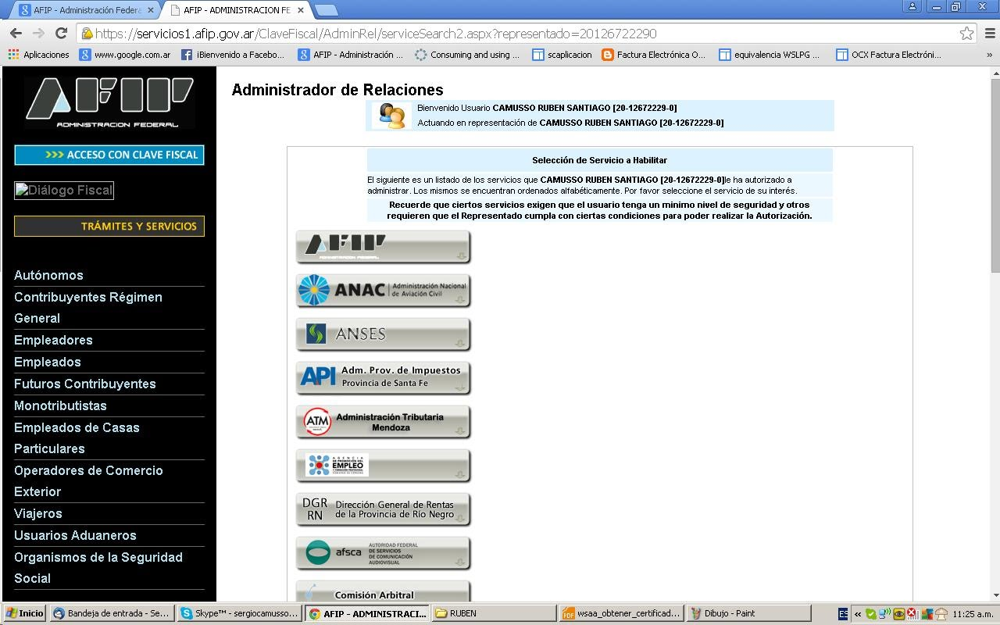 AFIP - Administración Federa
AFIP - ADMINISTRACION FE
https://servicios1.afip.gov.ar/ClaveFiscal/AdminRel/serviceSearch2.aspx?representado=20126722290
Aplicaciones
www.google.com.ar
iBienvenido a Facebo...
AFIP - Administración ...
Consuming and using ...
scaplicacion
Factura Electrónica O...
equivalencia WSLPG ...
OCX Factura Electróni...
»
AFIP
ADMINISTRACION FEDERAL
>>> ACCESO CON CLAVE FISCAL
Diálogo Fiscal
TRÁMITES Y SERVICIOS
Autónomos
Contribuyentes Régimen
General
Empleadores
Empleados
Futuros Contribuyentes
Monotributistas
Empleados de Casas
Particulares
Operadores de Comercio
Exterior
Viajeros
Usuarios Aduaneros
Organismos de la Seguridad
Social
Administrador de Relaciones
Bienvenido Usuario CAMUSSO RUBEN SANTIAGO [20-12672229-0]
Actuando en representación de CAMUSSO RUBEN SANTIAGO [20-12672229-0]
Selección de Servicio a Habilitar
El siguiente es un listado de los servicios que CAMUSSO RUBEN SANTIAGO [20-12672229-0]le ha autorizado a
administrar. Los mismos se encuentran ordenados alfabéticamente. Por favor seleccione el servicio de su interés.
Recuerde que ciertos servicios exigen que el usuario tenga un mínimo nivel de seguridad y otros
requieren que el Representado cumpla con ciertas condiciones para poder realizar la Autorización.
AFIP
ADMINISTRACION FEDERAL
ANAC
Administración Nacional
de Aviación Civil
ANSES
API
Adm. Prov. de Impuestos
Provincia de Santa Fe
ATM
Administración Tributaria
Mendoza
AGENCIA
DE PROMOCIÓN DEL
EMPLEO
DGR
RN
Dirección General de Rentas
de la Provincia de Río Negro
afsca
AUTORIDAD FEDERAL
DE SERVICIOS
DE COMUNICACIÓN
AUDIOVISUAL
Comisión Arbitral
Inicio
Bandeja de entrada - Se...
Skype™ - sergiocamusso...
AFIP - ADMINISTRACI...
RUBEN
wsaa_obtener_certificad...
Dibujo - Paint
ES
«
11:25 a.m.